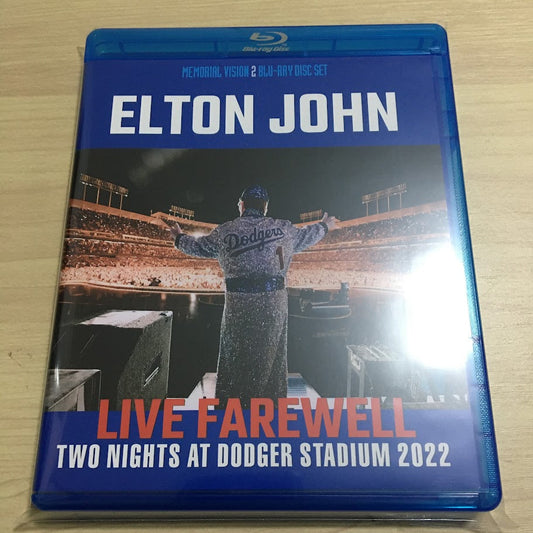 Blu-ray Disc
MEMORIAL VISION 2 BLU-RAY DISC SET
ELTON JOHN
Dodgers
1
LIVE FAREWELL
TWO NIGHTS AT DODGER STADIUM 2022